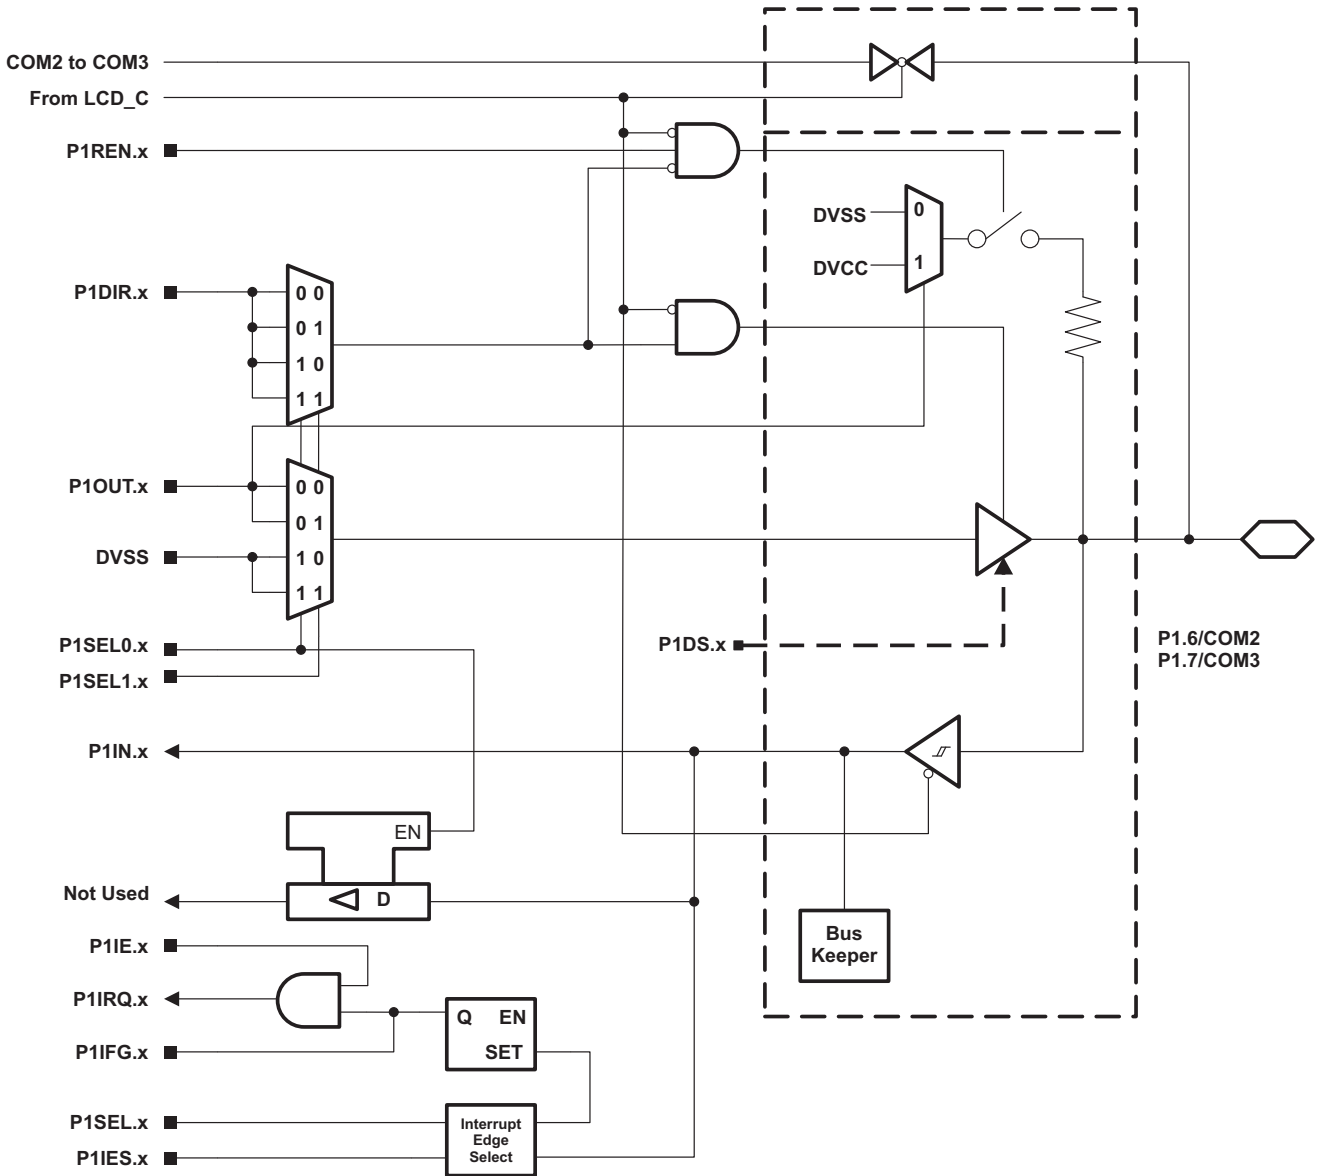 COM2 to COM3
From LCD_C
P1REN.x
DVSS
0
DVCC
1
P1DIR.x
0 0
0 1
1 0
1 1
P1OUT.x
0 0
0 1
DVSS
1 0
1 1
P1SEL0.x
P1SEL1.x
P1DS.x
P1.6/COM2
P1.7/COM3
P1IN.x
EN
Not Used
D
Bus
Keeper
P1IE.x
P1IRQ.x
Q EN
SET
P1IFG.x
P1SEL.x
P1IES.x
Interrupt
Edge
Select